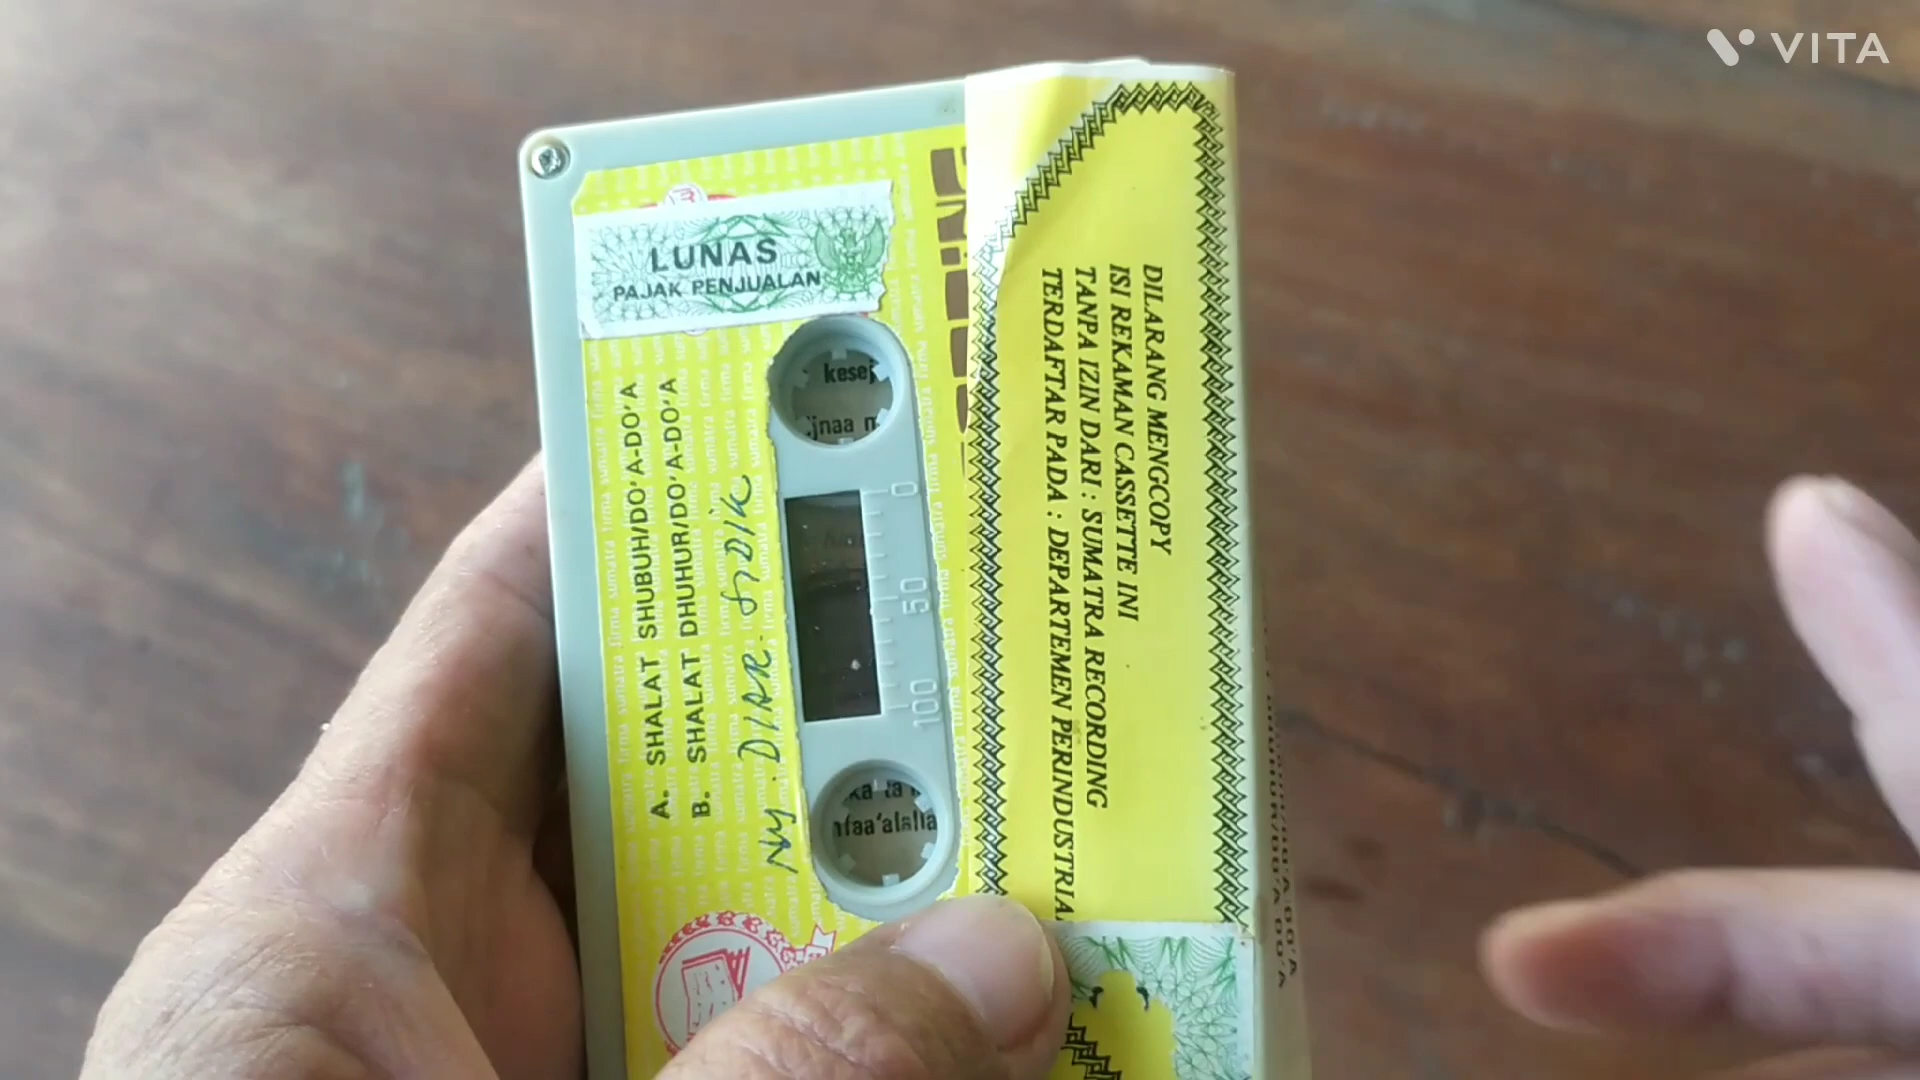 VITA
LUNAS
PAJAK PENJUALAN
A. SHALAT SHUBUH/DO'A-DO'A
B. SHALAT DHUHUR/DO'A-DO'A
NY. DIAR. SIDIK
0
50
100
DILARANG MENGCOPY
ISI REKAMAN CASSETTE INI
TANPA IZIN DARI : SUMATRA RECORDING
TERDAFTAR PADA : DEPARTEMEN PERINDUSTRIA